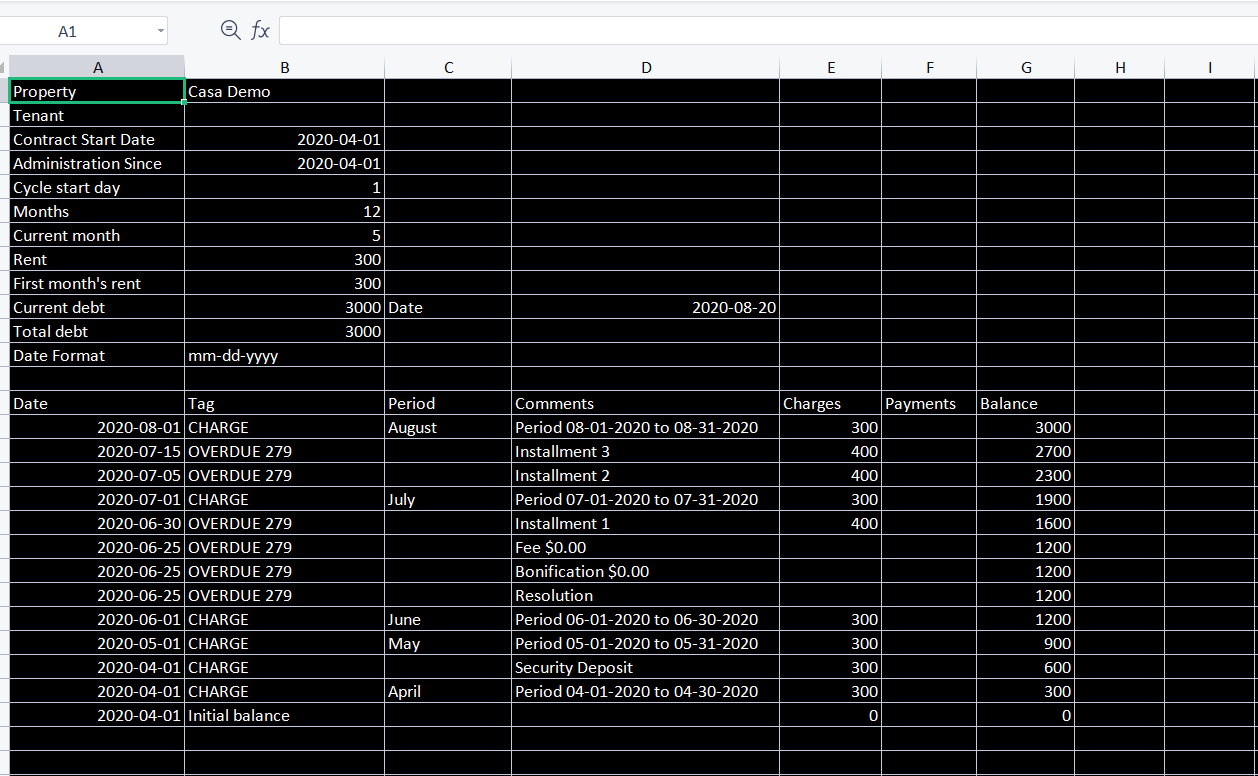 A1 fx
A B C D E F G H I
Property Casa Demo
Tenant
Contract Start Date 2020-04-01
Administration Since 2020-04-01
Cycle start day 1
Months 12
Current month 5
Rent 300
First month's rent 300
Current debt 3000 Date 2020-08-20
Total debt 3000
Date Format mm-dd-yyyy
Date Tag Period Comments Charges Payments Balance
2020-08-01 CHARGE August Period 08-01-2020 to 08-31-2020 300 3000
2020-07-15 OVERDUE 279 Installment 3 400 2700
2020-07-05 OVERDUE 279 Installment 2 400 2300
2020-07-01 CHARGE July Period 07-01-2020 to 07-31-2020 300 1900
2020-06-30 OVERDUE 279 Installment 1 400 1600
2020-06-25 OVERDUE 279 Fee $0.00 1200
2020-06-25 OVERDUE 279 Bonification $0.00 1200
2020-06-25 OVERDUE 279 Resolution 1200
2020-06-01 CHARGE June Period 06-01-2020 to 06-30-2020 300 1200
2020-05-01 CHARGE May Period 05-01-2020 to 05-31-2020 300 900
2020-04-01 CHARGE Security Deposit 300 600
2020-04-01 CHARGE April Period 04-01-2020 to 04-30-2020 300 300
2020-04-01 Initial balance 0 0